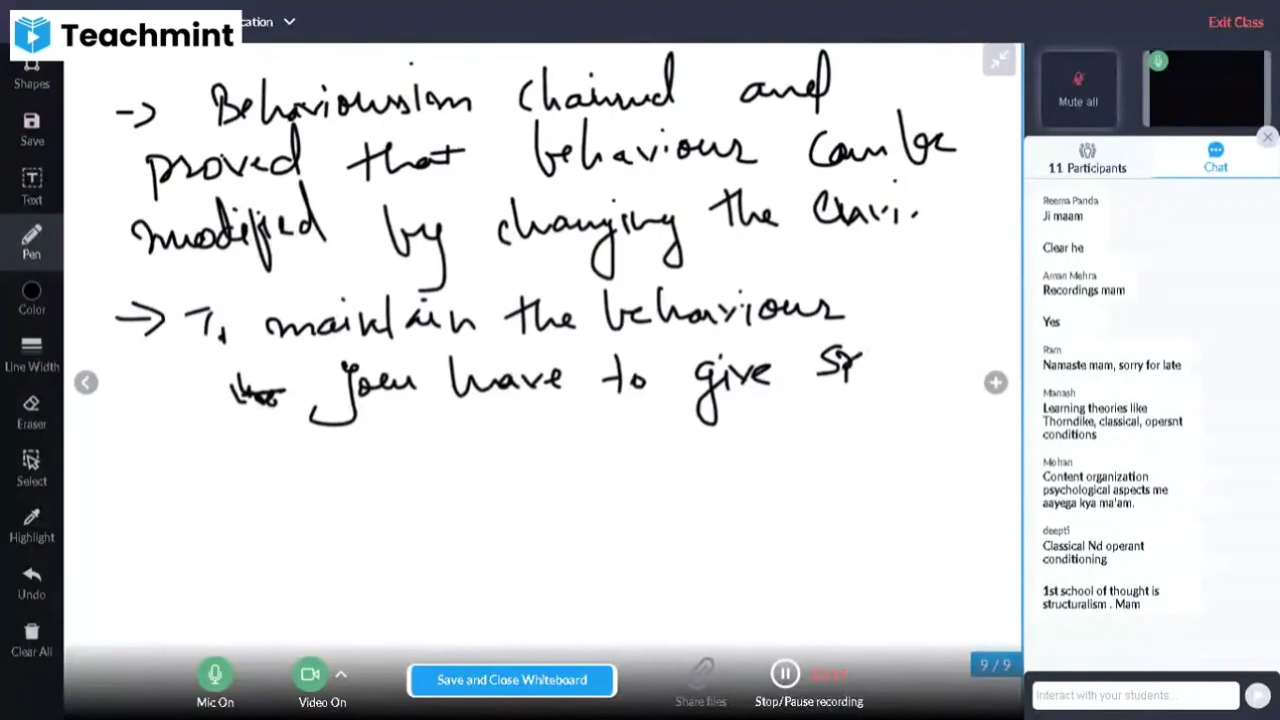 Teachmint
cation
Exit Class
Shapes
Save
Text
Pen
Color
Line Width
Eraser
Select
Highlight
Undo
Clear All
-> Behaviourism and
proved that behaviour can be
modified by changing the
-> maintain the behaviour
you have to give
Mic On
Video On
Save and Close Whiteboard
Share files
Stop/Pause recording
9 / 9
Mute all
11 Participants
Chat
Reema Panda
Ji maam
Clear he
Aman Mehra
Recordings mam
Yes
Ram
Namaste mam, sorry for late
Manash
Learning theories like
Thorndike, classical, opersnt
conditions
Mohan
Content organization
psychological aspects me
aayega kya ma'am.
deepti
Classical Nd operant
conditioning
1st school of thought is
structuralism . Mam
Interact with your students...